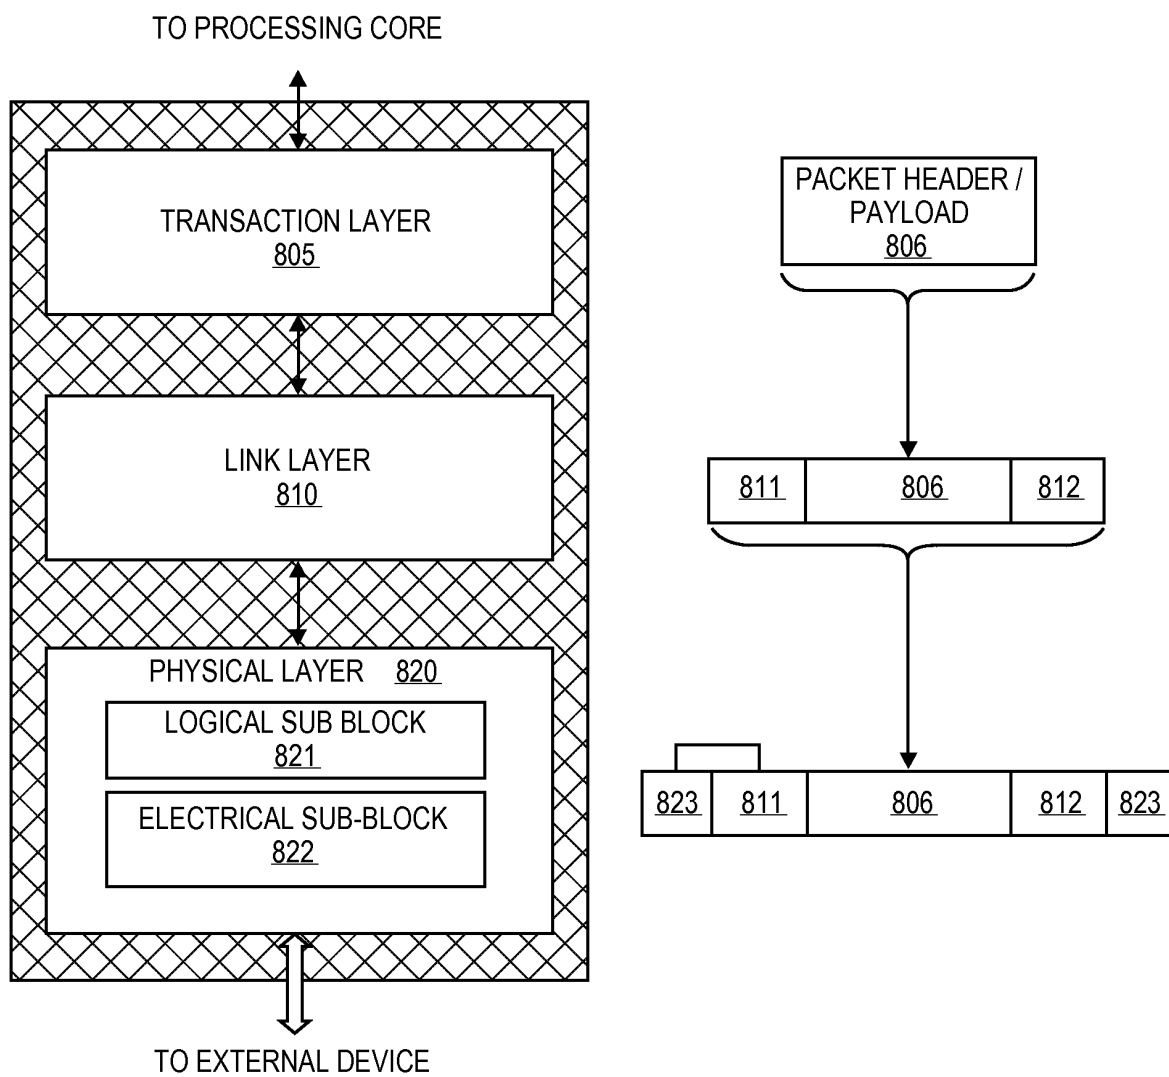 TO PROCESSING CORE
TRANSACTION LAYER
805
LINK LAYER
810
PHYSICAL LAYER 820
LOGICAL SUB BLOCK
821
ELECTRICAL SUB-BLOCK
822
TO EXTERNAL DEVICE
PACKET HEADER /
PAYLOAD
806
811 806 812
823 811 806 812 823